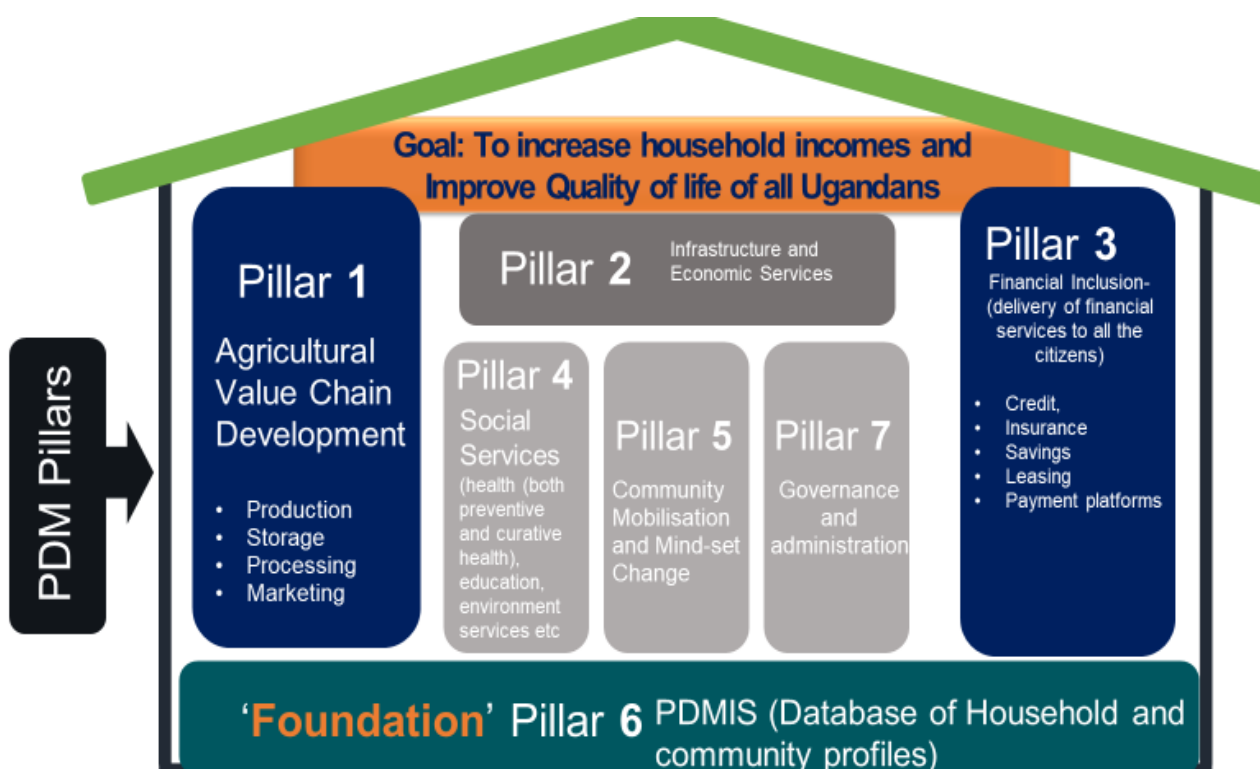 Goal: To increase household incomes and
Improve Quality of life of all Ugandans
PDM Pillars
Pillar 1
Agricultural
Value Chain
Development
• Production
• Storage
• Processing
• Marketing
Pillar 2
Infrastructure and
Economic Services
Pillar 3
Financial Inclusion-
(delivery of financial
services to all the
citizens)
• Credit,
• Insurance
• Savings
• Leasing
• Payment platforms
Pillar 4
Social
Services
(health (both
preventive
and curative
health),
education,
environment
services etc
Pillar 5
Community
Mobilisation
and Mind-set
Change
Pillar 7
Governance
and
administration
‘Foundation’ Pillar 6 PDMIS (Database of Household and
community profiles)